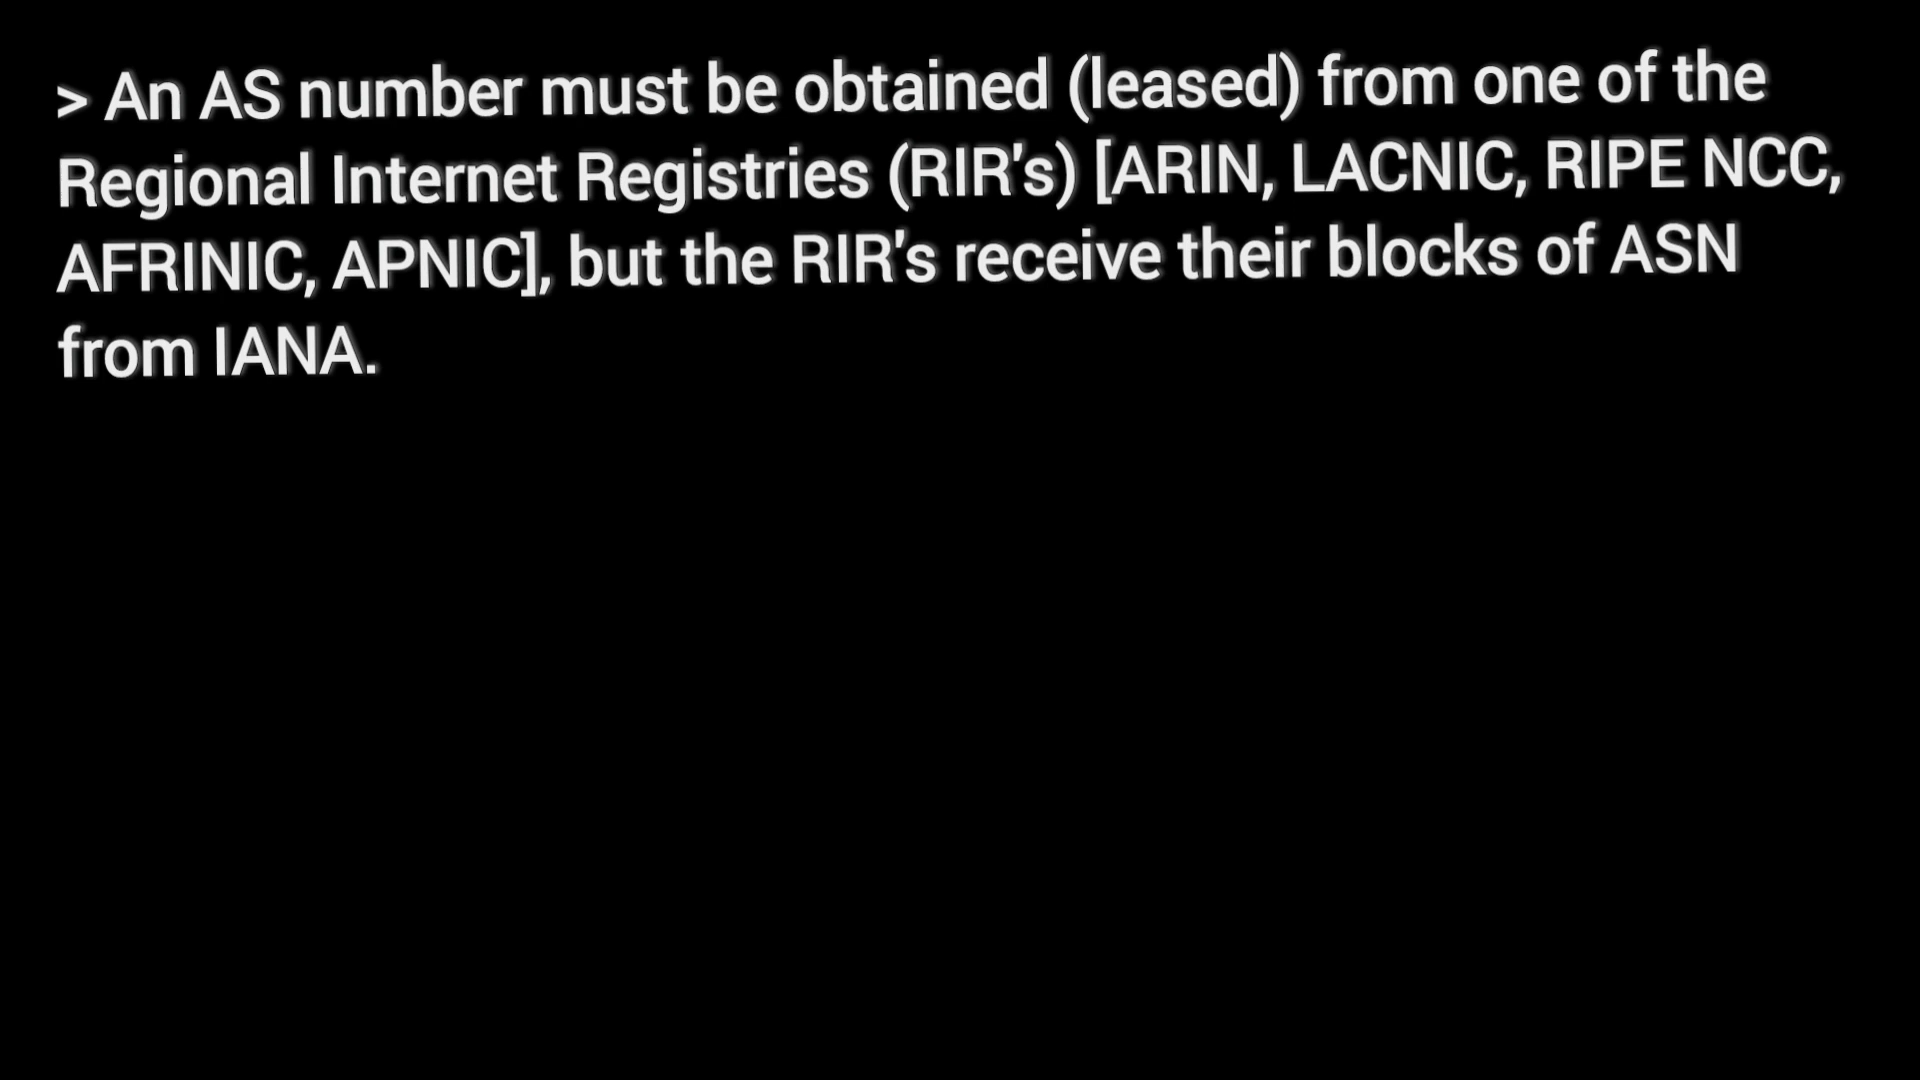 > An AS number must be obtained (leased) from one of the
Regional Internet Registries (RIR's) [ARIN, LACNIC, RIPE NCC,
AFRINIC, APNIC], but the RIR's receive their blocks of ASN
from IANA.